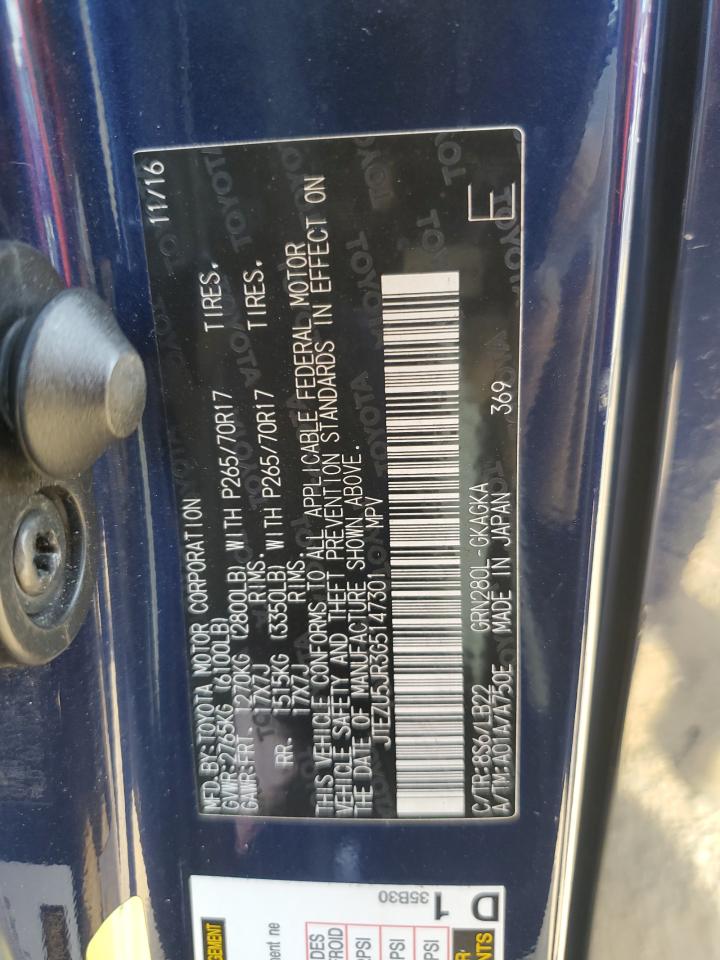 MFD.BY:TOYOTA MOTOR CORPORATION 11/16
GVWR:2765KG (6100LB)
GAWR:FRT. 1270KG (2800LB) WITH P265/70R17 TIRES.
17X7J RIMS.
RR. 1515KG (3350LB) WITH P265/70R17 TIRES.
17X7J RIMS.
THIS VEHICLE CONFORMS TO ALL APPLICABLE FEDERAL MOTOR
VEHICLE SAFETY AND THEFT PREVENTION STANDARDS IN EFFECT ON
THE DATE OF MANUFACTURE SHOWN ABOVE.
JTEZU5JR3G5147301 MPV
C/TR:8S6/LB22 GRN280L-GKAGKA 369
A/TM:A01A/A750E MADE IN JAPAN
D 1
35B30
PSI
PSI